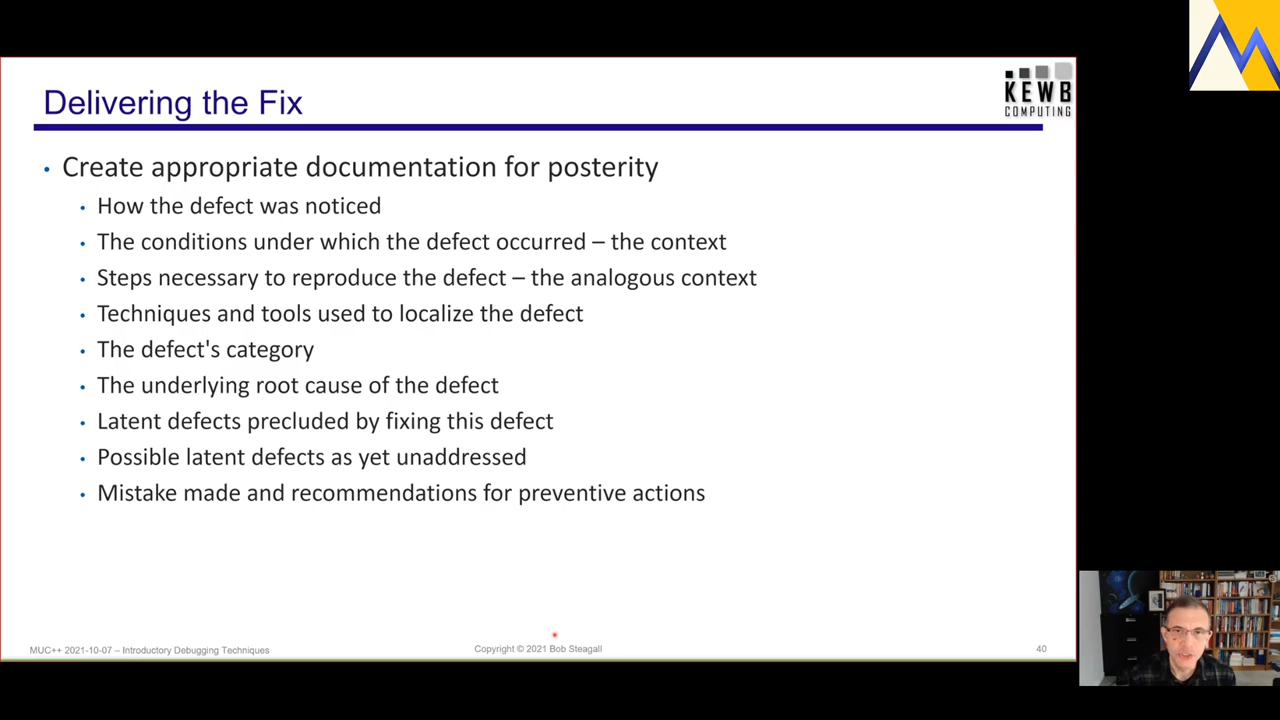 Delivering the Fix
KEWB
COMPUTING
• Create appropriate documentation for posterity
• How the defect was noticed
• The conditions under which the defect occurred – the context
• Steps necessary to reproduce the defect – the analogous context
• Techniques and tools used to localize the defect
• The defect's category
• The underlying root cause of the defect
• Latent defects precluded by fixing this defect
• Possible latent defects as yet unaddressed
• Mistake made and recommendations for preventive actions
MUC++ 2021-10-07 – Introductory Debugging Techniques
Copyright © 2021 Bob Steagall
40